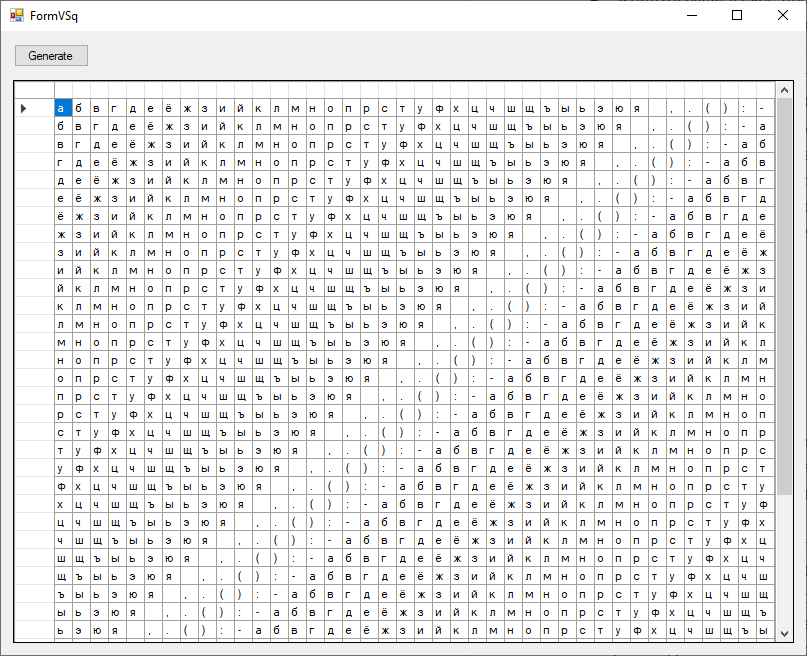 FormVSq
Generate
а б в г д е ё ж з и й к л м н о п р с т у ф х ц ч ш щ ъ ы ь э ю я , . ( ) : -
б в г д е ё ж з и й к л м н о п р с т у ф х ц ч ш щ ъ ы ь э ю я , . ( ) : - а
в г д е ё ж з и й к л м н о п р с т у ф х ц ч ш щ ъ ы ь э ю я , . ( ) : - а б
г д е ё ж з и й к л м н о п р с т у ф х ц ч ш щ ъ ы ь э ю я , . ( ) : - а б в
д е ё ж з и й к л м н о п р с т у ф х ц ч ш щ ъ ы ь э ю я , . ( ) : - а б в г
е ё ж з и й к л м н о п р с т у ф х ц ч ш щ ъ ы ь э ю я , . ( ) : - а б в г д
ё ж з и й к л м н о п р с т у ф х ц ч ш щ ъ ы ь э ю я , . ( ) : - а б в г д е
ж з и й к л м н о п р с т у ф х ц ч ш щ ъ ы ь э ю я , . ( ) : - а б в г д е ё
з и й к л м н о п р с т у ф х ц ч ш щ ъ ы ь э ю я , . ( ) : - а б в г д е ё ж
и й к л м н о п р с т у ф х ц ч ш щ ъ ы ь э ю я , . ( ) : - а б в г д е ё ж з
й к л м н о п р с т у ф х ц ч ш щ ъ ы ь э ю я , . ( ) : - а б в г д е ё ж з и
к л м н о п р с т у ф х ц ч ш щ ъ ы ь э ю я , . ( ) : - а б в г д е ё ж з и й
л м н о п р с т у ф х ц ч ш щ ъ ы ь э ю я , . ( ) : - а б в г д е ё ж з и й к
м н о п р с т у ф х ц ч ш щ ъ ы ь э ю я , . ( ) : - а б в г д е ё ж з и й к л
н о п р с т у ф х ц ч ш щ ъ ы ь э ю я , . ( ) : - а б в г д е ё ж з и й к л м
о п р с т у ф х ц ч ш щ ъ ы ь э ю я , . ( ) : - а б в г д е ё ж з и й к л м н
п р с т у ф х ц ч ш щ ъ ы ь э ю я , . ( ) : - а б в г д е ё ж з и й к л м н о
р с т у ф х ц ч ш щ ъ ы ь э ю я , . ( ) : - а б в г д е ё ж з и й к л м н о п
с т у ф х ц ч ш щ ъ ы ь э ю я , . ( ) : - а б в г д е ё ж з и й к л м н о п р
т у ф х ц ч ш щ ъ ы ь э ю я , . ( ) : - а б в г д е ё ж з и й к л м н о п р с
у ф х ц ч ш щ ъ ы ь э ю я , . ( ) : - а б в г д е ё ж з и й к л м н о п р с т
ф х ц ч ш щ ъ ы ь э ю я , . ( ) : - а б в г д е ё ж з и й к л м н о п р с т у
х ц ч ш щ ъ ы ь э ю я , . ( ) : - а б в г д е ё ж з и й к л м н о п р с т у ф
ц ч ш щ ъ ы ь э ю я , . ( ) : - а б в г д е ё ж з и й к л м н о п р с т у ф х
ч ш щ ъ ы ь э ю я , . ( ) : - а б в г д е ё ж з и й к л м н о п р с т у ф х ц
ш щ ъ ы ь э ю я , . ( ) : - а б в г д е ё ж з и й к л м н о п р с т у ф х ц ч
щ ъ ы ь э ю я , . ( ) : - а б в г д е ё ж з и й к л м н о п р с т у ф х ц ч ш
ъ ы ь э ю я , . ( ) : - а б в г д е ё ж з и й к л м н о п р с т у ф х ц ч ш щ
ы ь э ю я , . ( ) : - а б в г д е ё ж з и й к л м н о п р с т у ф х ц ч ш щ ъ
ь э ю я , . ( ) : - а б в г д е ё ж з и й к л м н о п р с т у ф х ц ч ш щ ъ ы